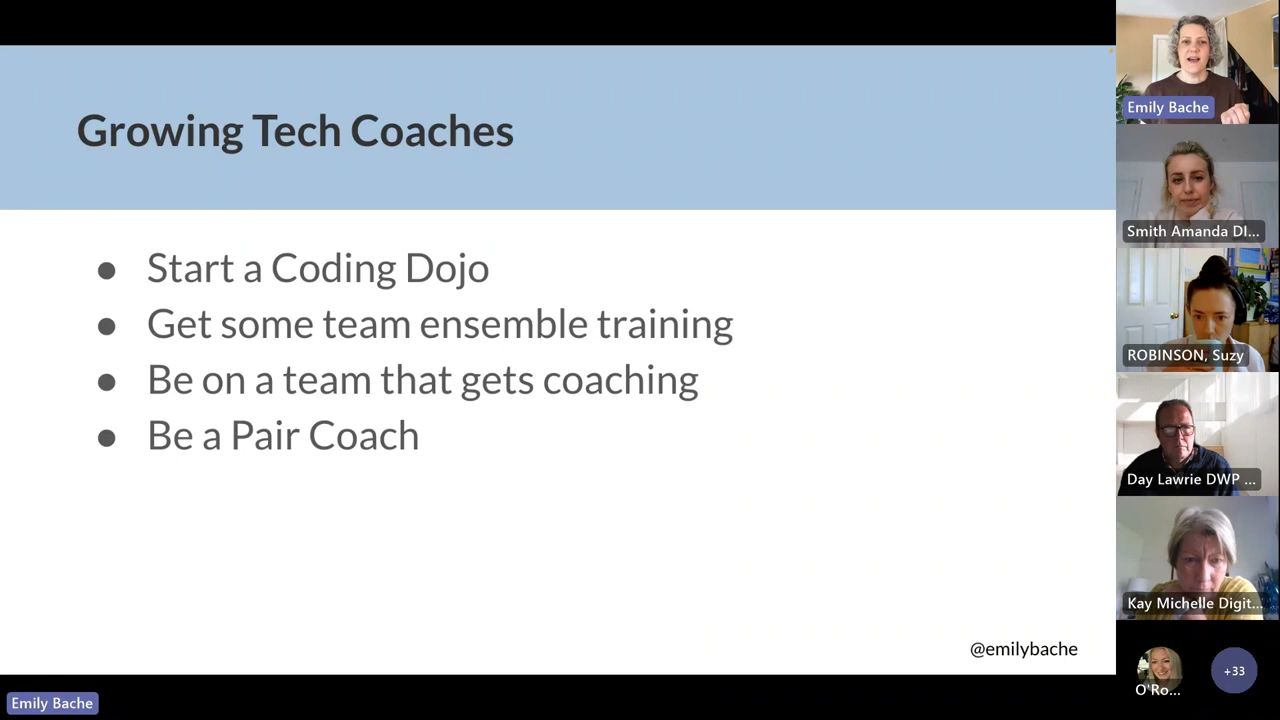 Growing Tech Coaches
● Start a Coding Dojo
● Get some team ensemble training
● Be on a team that gets coaching
● Be a Pair Coach
@emilybache
Emily Bache
Emily Bache
Smith Amanda DI...
ROBINSON, Suzy
Day Lawrie DWP ...
Kay Michelle Digit...
O'Ro...
+33